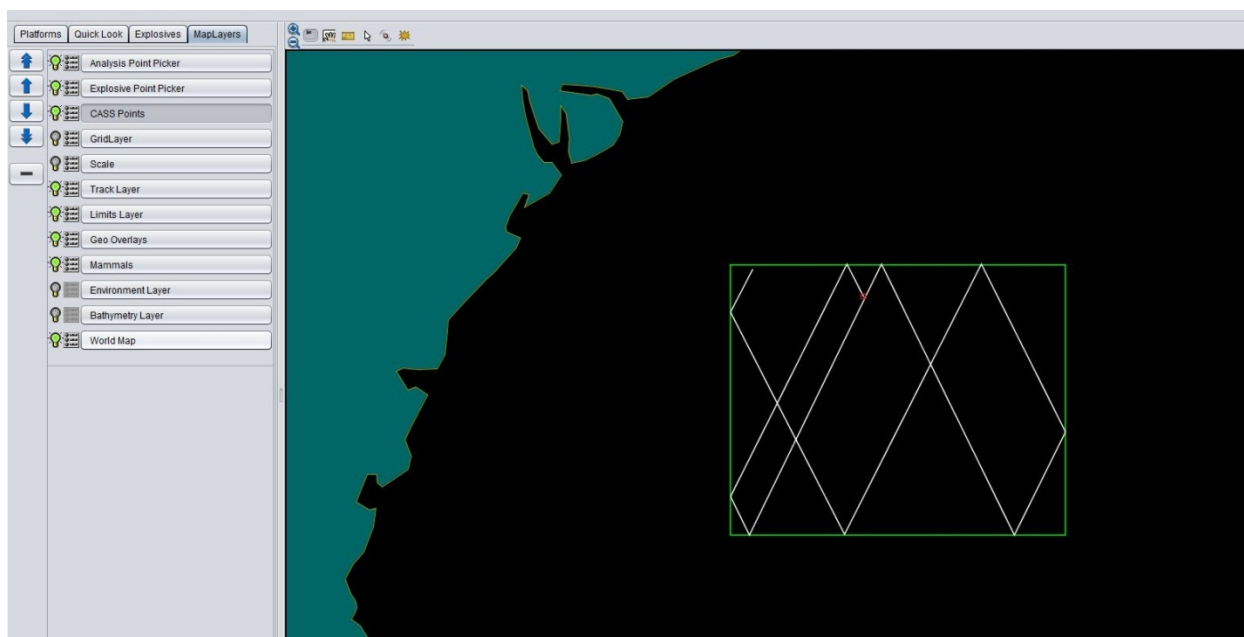 Platforms Quick Look Explosives MapLayers
Analysis Point Picker
Explosive Point Picker
CASS Points
GridLayer
Scale
Track Layer
Limits Layer
Geo Overlays
Mammals
Environment Layer
Bathymetry Layer
World Map